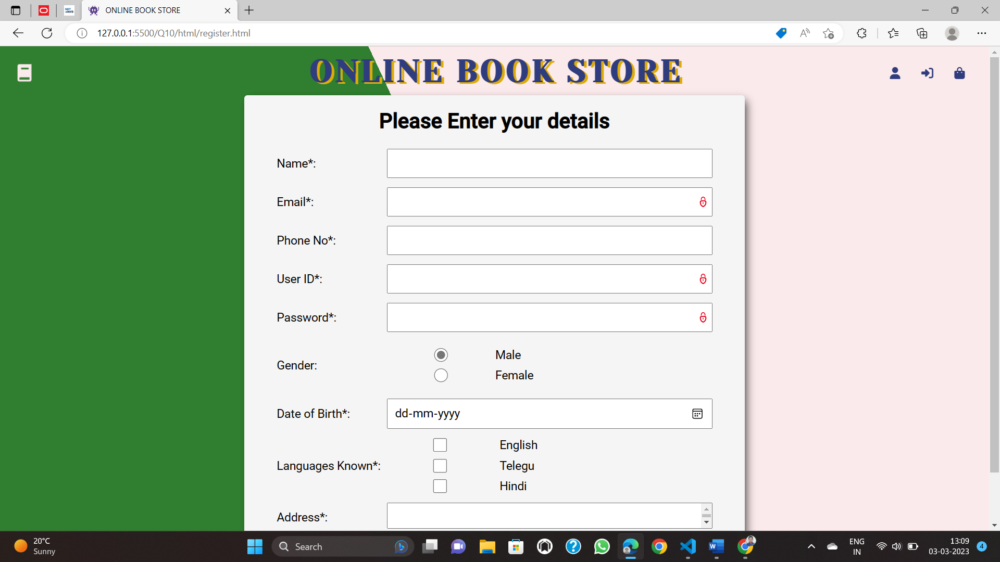 ONLINE BOOK STORE
127.0.0.1:5500/Q10/html/register.html
ONLINE BOOK STORE
Please Enter your details
Name*:
Email*:
Phone No*:
User ID*:
Password*:
Gender:
Male
Female
Date of Birth*:
dd-mm-yyyy
Languages Known*:
English
Telegu
Hindi
Address*:
20°C
Sunny
Search
ENG
IN
13:09
03-03-2023
4